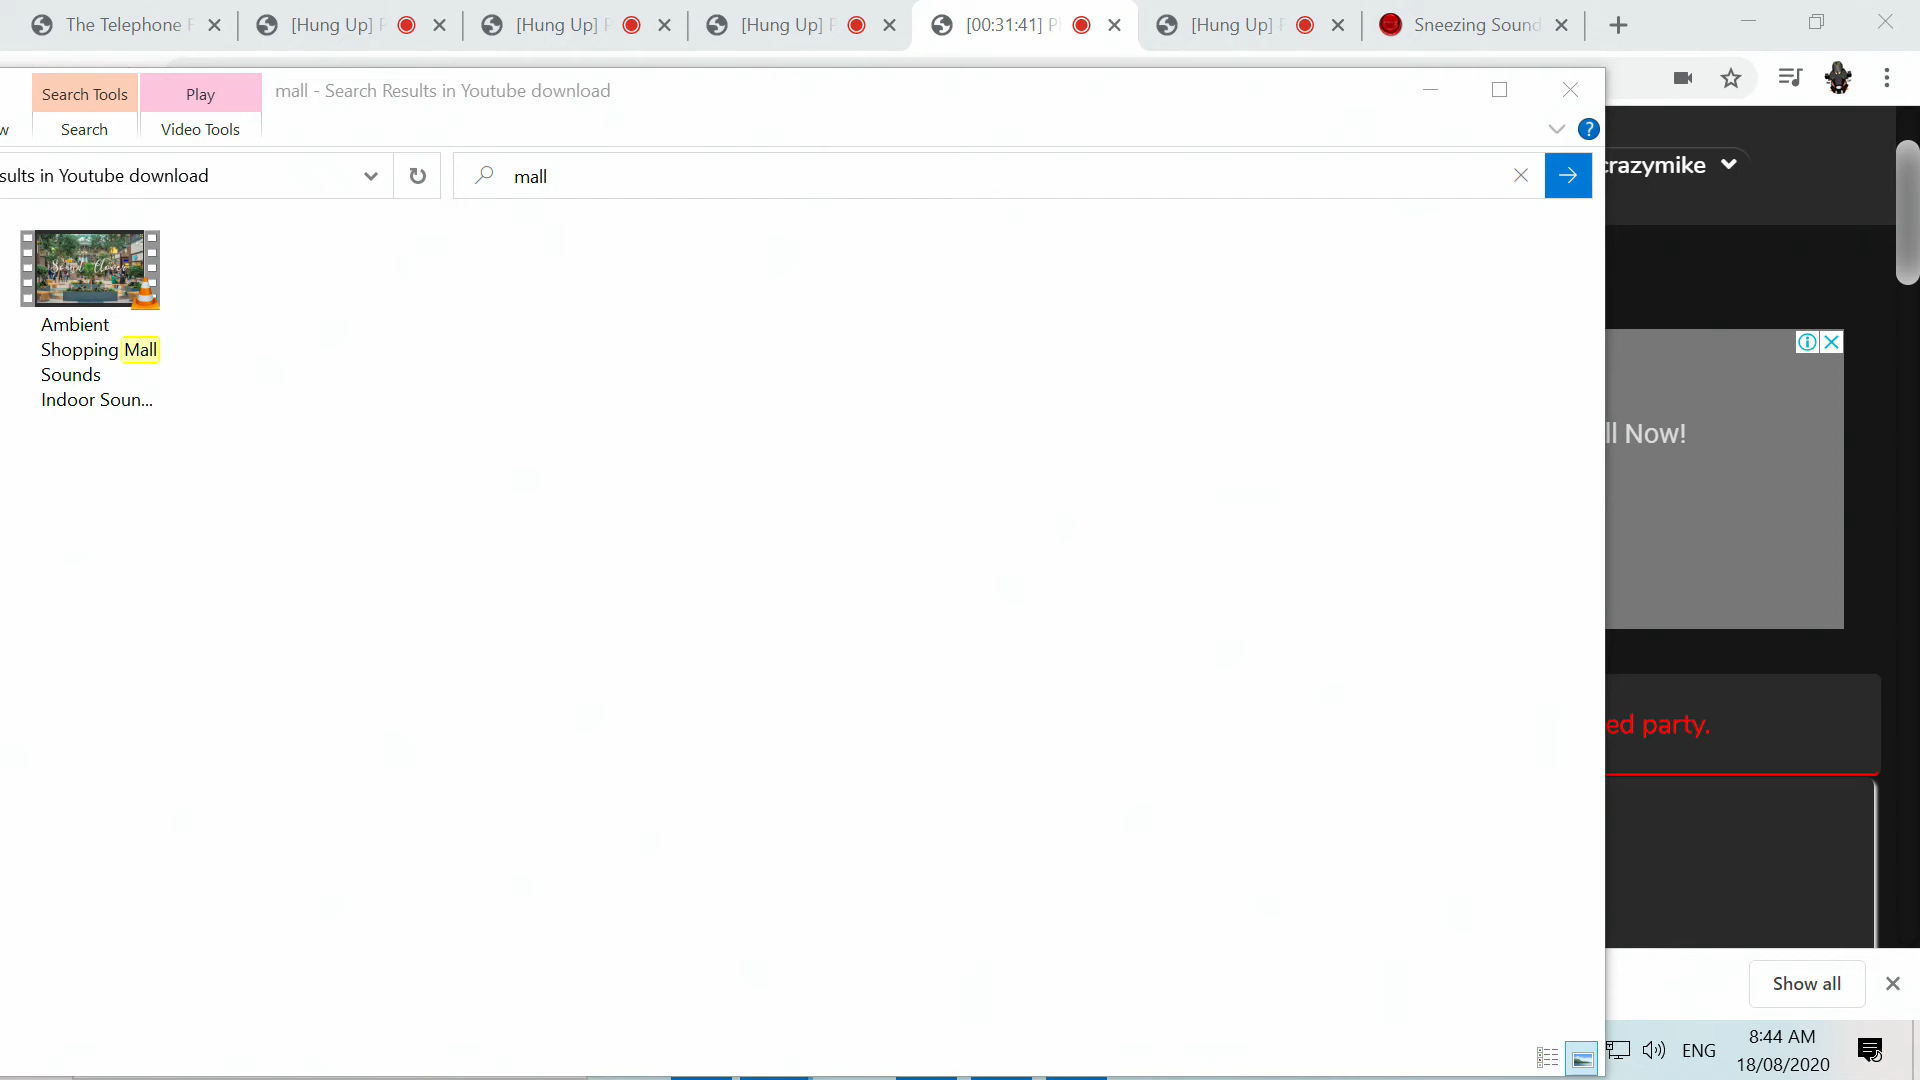 The Telephone
[Hung Up]
[Hung Up]
[Hung Up]
[00:31:41]
[Hung Up]
Sneezing Sound
Search Tools
Play
mall - Search Results in Youtube download
w
Search
Video Tools
?
sults in Youtube download
mall
crazymike
Ambient
Shopping Mall
Sounds
Indoor Soun...
ll Now!
ed party.
Show all
ENG
8:44 AM
18/08/2020